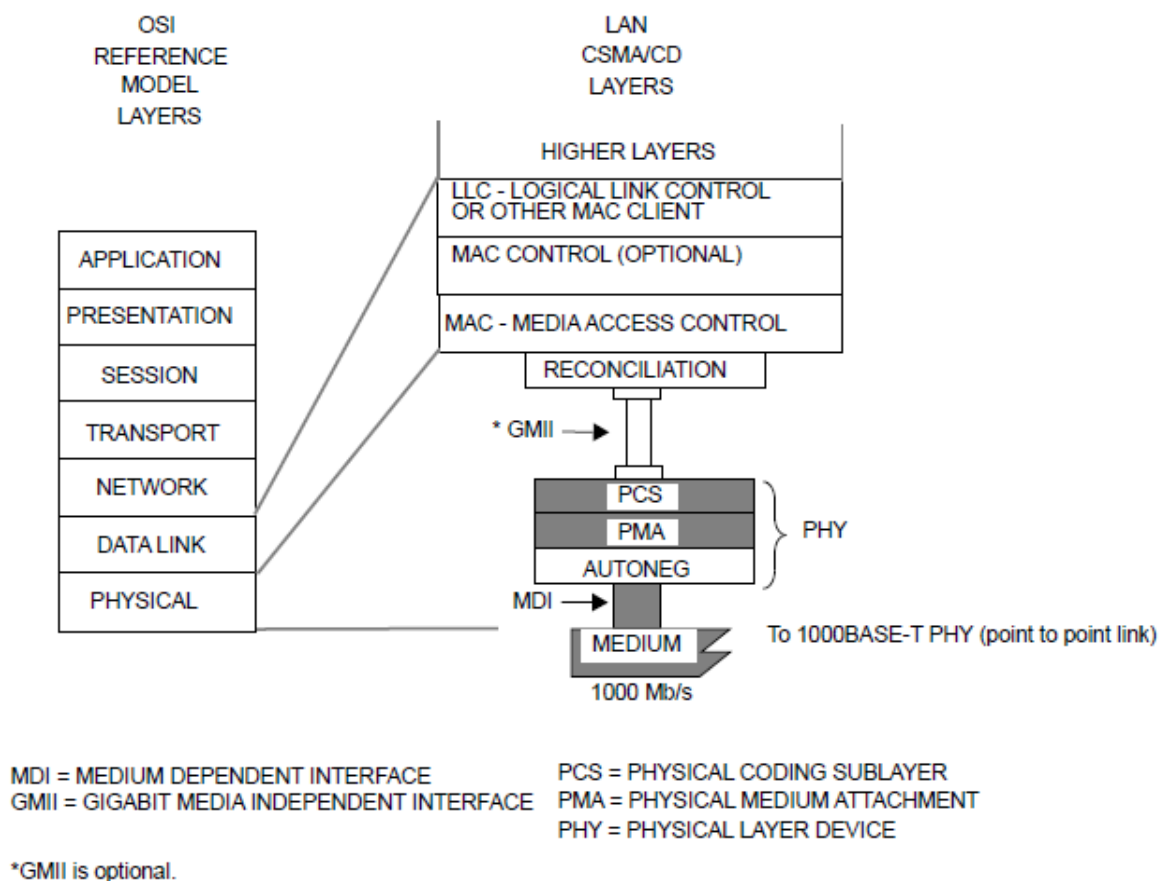 OSI
REFERENCE
MODEL
LAYERS
LAN
CSMA/CD
LAYERS
HIGHER LAYERS
LLC - LOGICAL LINK CONTROL
OR OTHER MAC CLIENT
MAC CONTROL (OPTIONAL)
MAC - MEDIA ACCESS CONTROL
RECONCILIATION
APPLICATION
PRESENTATION
SESSION
TRANSPORT
NETWORK
DATA LINK
PHYSICAL
* GMII
PCS
PMA
AUTONEG
PHY
MDI
MEDIUM
To 1000BASE-T PHY (point to point link)
1000 Mb/s
MDI = MEDIUM DEPENDENT INTERFACE
GMII = GIGABIT MEDIA INDEPENDENT INTERFACE
PCS = PHYSICAL CODING SUBLAYER
PMA = PHYSICAL MEDIUM ATTACHMENT
PHY = PHYSICAL LAYER DEVICE
*GMII is optional.